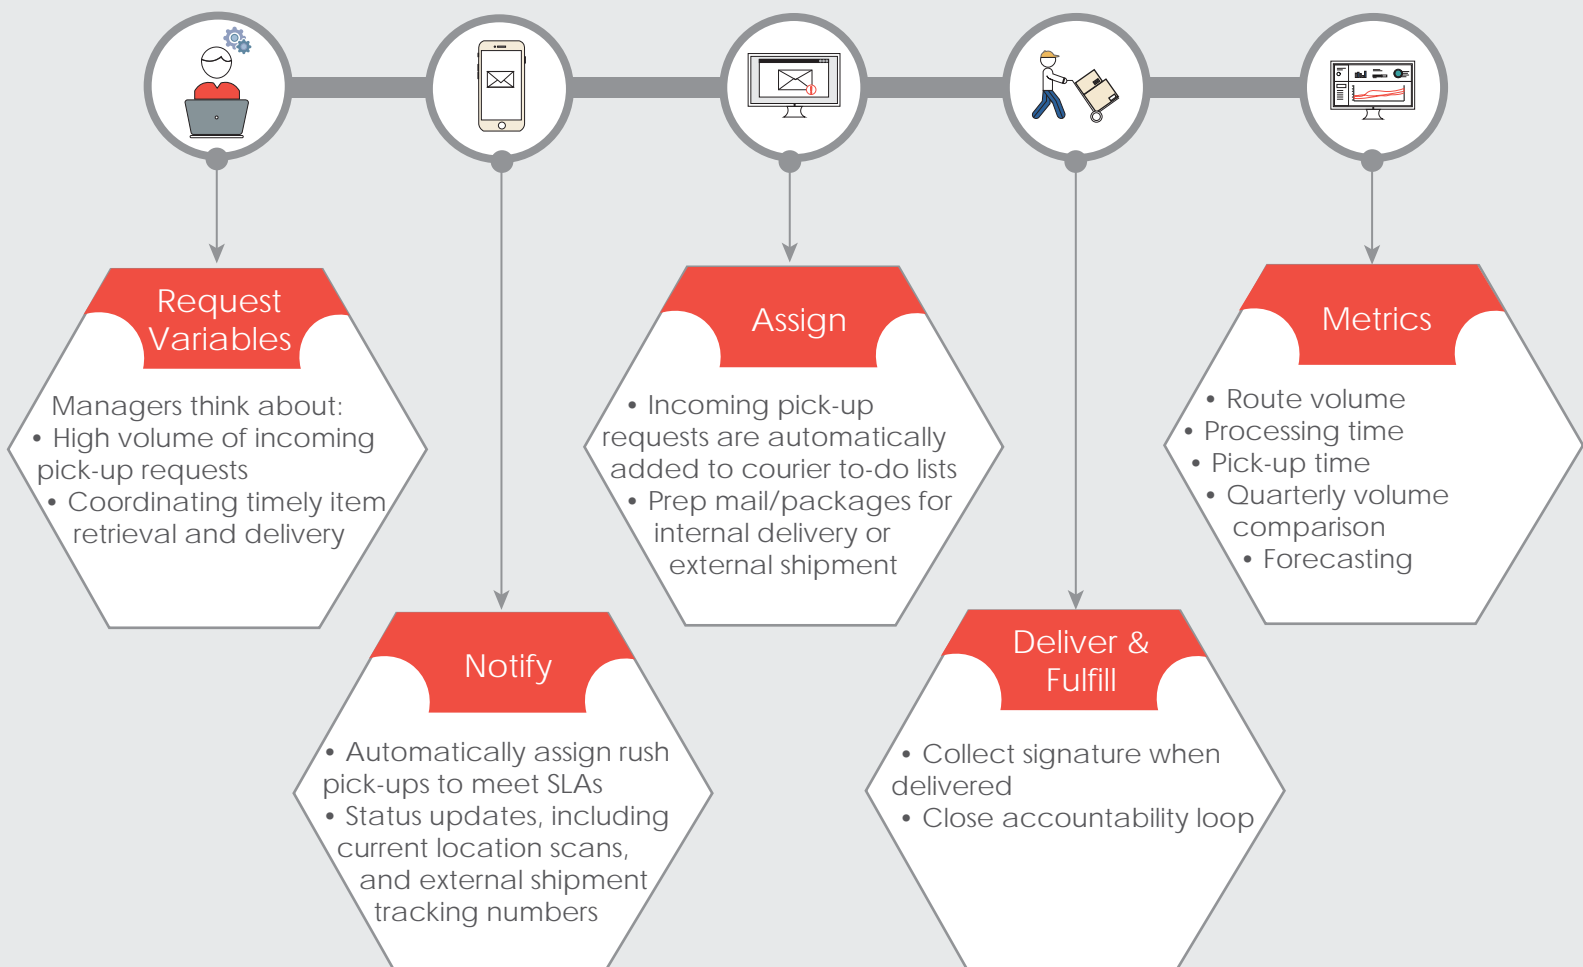 Request
Variables
Managers think about:
• High volume of incoming
pick-up requests
• Coordinating timely item
retrieval and delivery
Notify
• Automatically assign rush
pick-ups to meet SLAs
• Status updates, including
current location scans,
and external shipment
tracking numbers
Assign
• Incoming pick-up
requests are automatically
added to courier to-do lists
• Prep mail/packages for
internal delivery or
external shipment
Deliver &
Fulfill
• Collect signature when
delivered
• Close accountability loop
Metrics
• Route volume
• Processing time
• Pick-up time
• Quarterly volume
comparison
• Forecasting